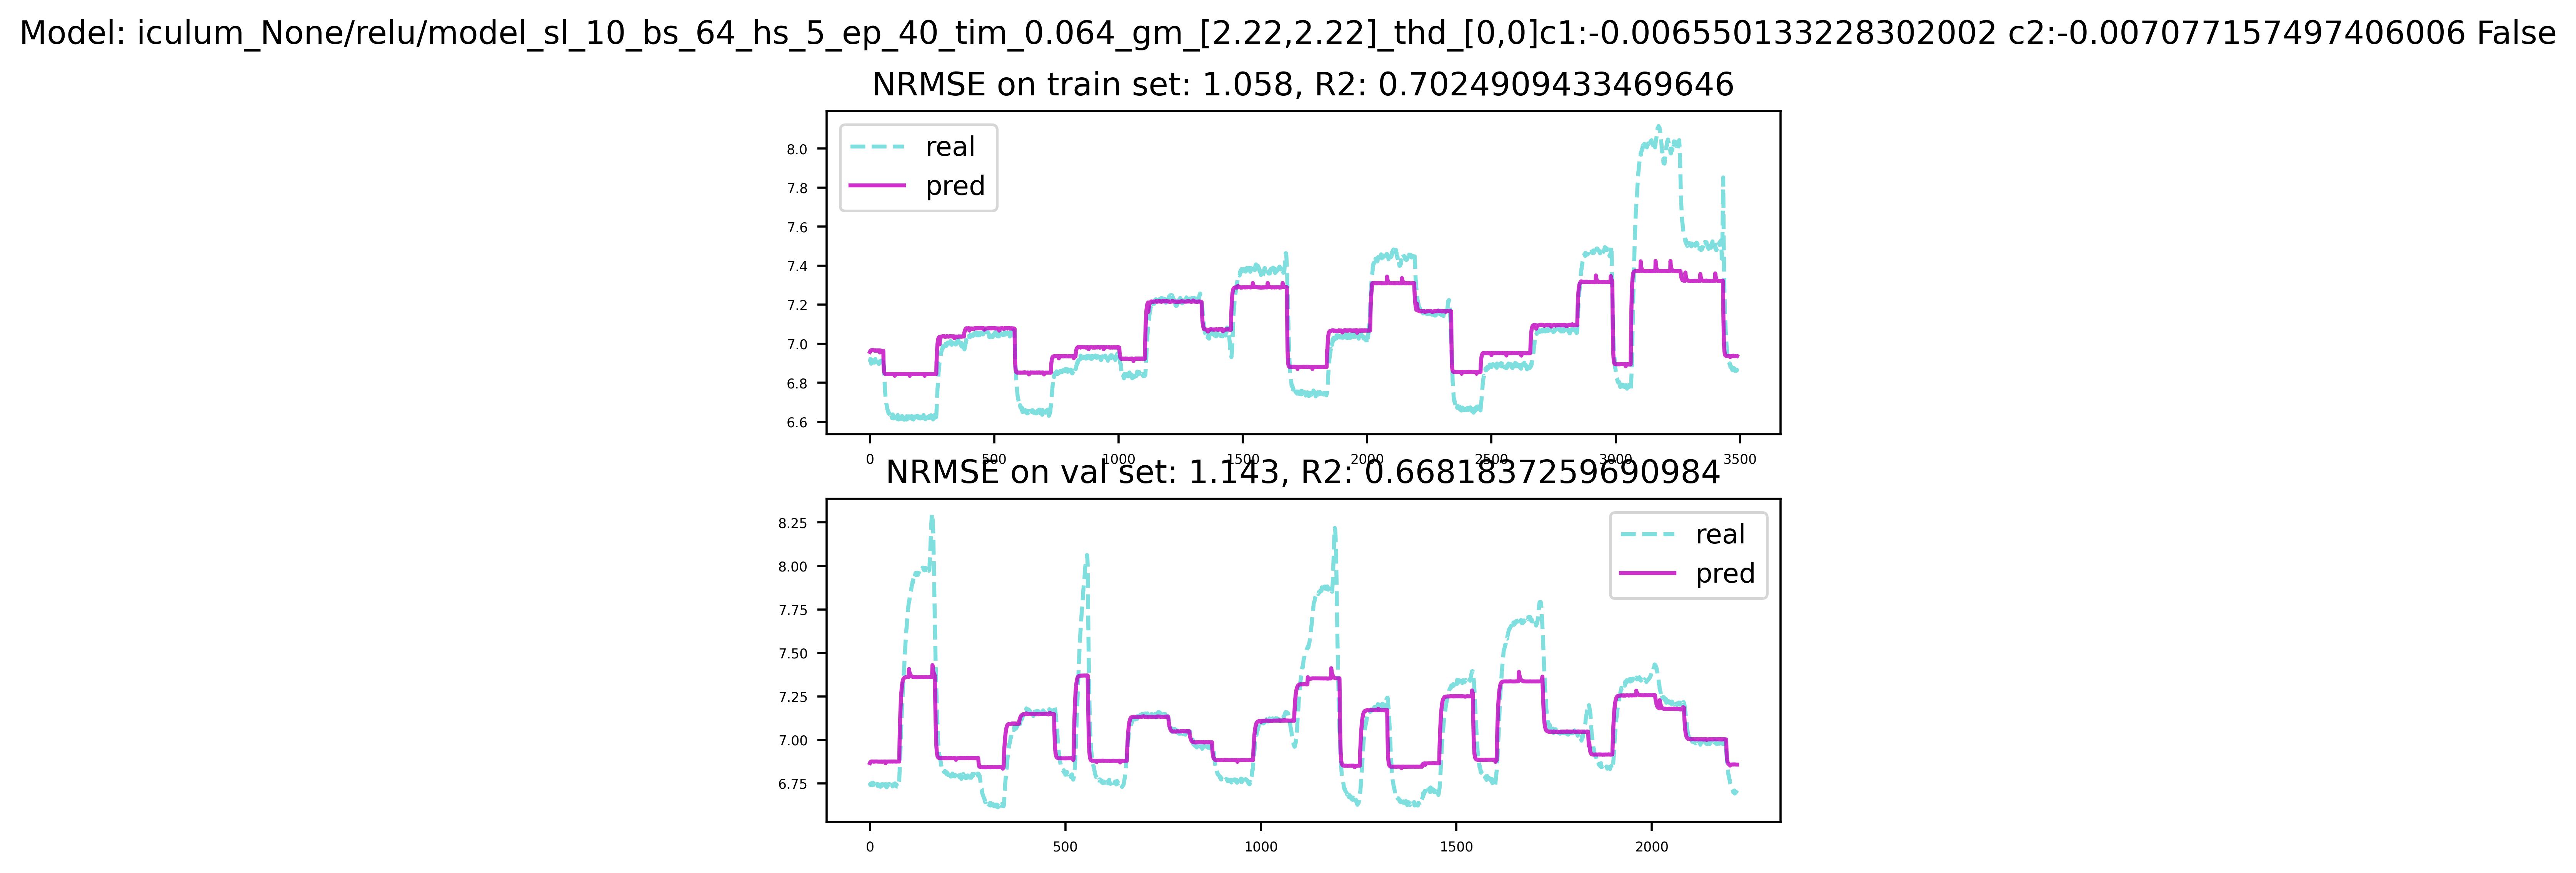 Model: iculum_None/relu/model_sl_10_bs_64_hs_5_ep_40_tim_0.064_gm_[2.22,2.22]_thd_[0,0]c1:-0.006550133228302002 c2:-0.007077157497406006 False
NRMSE on train set: 1.058, R2: 0.7024909433469646
real
pred
8.0
7.8
7.6
7.4
7.2
7.0
6.8
6.6
0 500 1000 1500 2000 2500 3000 3500
NRMSE on val set: 1.143, R2: 0.6681837259690984
real
pred
8.25
8.00
7.75
7.50
7.25
7.00
6.75
0 500 1000 1500 2000